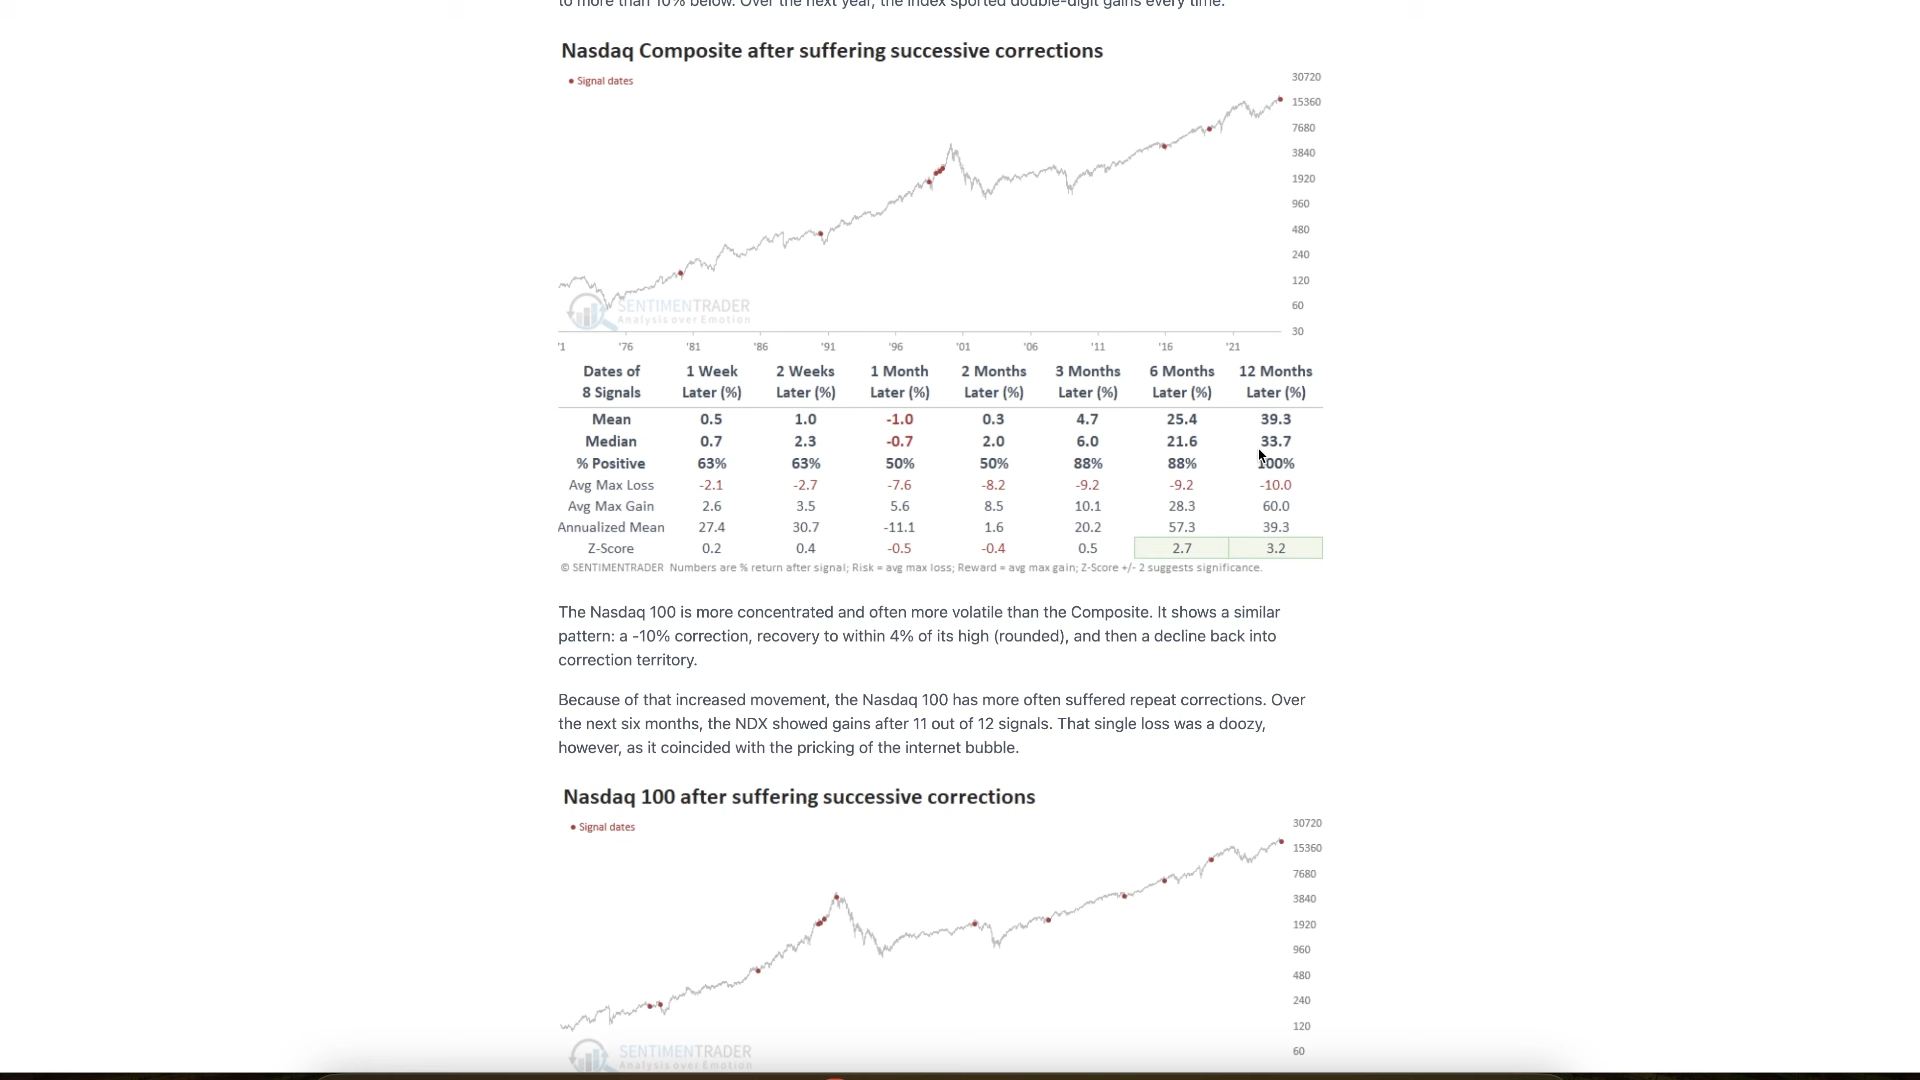 to more than 10% below. Over the next year, the index sported double-digit gains every time.
Nasdaq Composite after suffering successive corrections
Signal dates
30720
15360
7680
3840
1920
960
480
240
120
60
30
SENTIMENTRADER
Analysis over Emotion
'1 '76 '81 '86 '91 '96 '01 '06 '11 '16 '21
Dates of 1 Week 2 Weeks 1 Month 2 Months 3 Months 6 Months 12 Months
8 Signals Later (%) Later (%) Later (%) Later (%) Later (%) Later (%) Later (%)
Mean 0.5 1.0 -1.0 0.3 4.7 25.4 39.3
Median 0.7 2.3 -0.7 2.0 6.0 21.6 33.7
% Positive 63% 63% 50% 50% 88% 88% 100%
Avg Max Loss -2.1 -2.7 -7.6 -8.2 -9.2 -9.2 -10.0
Avg Max Gain 2.6 3.5 5.6 8.5 10.1 28.3 60.0
Annualized Mean 27.4 30.7 -11.1 1.6 20.2 57.3 39.3
Z-Score 0.2 0.4 -0.5 -0.4 0.5 2.7 3.2
© SENTIMENTRADER Numbers are % return after signal; Risk = avg max loss; Reward = avg max gain; Z-Score +/- 2 suggests significance.
The Nasdaq 100 is more concentrated and often more volatile than the Composite. It shows a similar
pattern: a -10% correction, recovery to within 4% of its high (rounded), and then a decline back into
correction territory.
Because of that increased movement, the Nasdaq 100 has more often suffered repeat corrections. Over
the next six months, the NDX showed gains after 11 out of 12 signals. That single loss was a doozy,
however, as it coincided with the pricking of the internet bubble.
Nasdaq 100 after suffering successive corrections
Signal dates
30720
15360
7680
3840
1920
960
480
240
120
60
SENTIMENTRADER
Analysis over Emotion